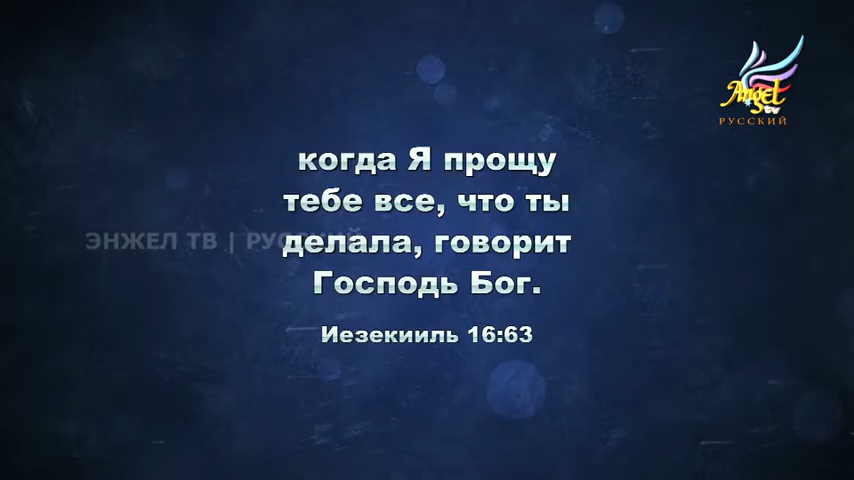 Angel
tv
РУССКИЙ
когда Я прощу
тебе все, что ты
ЭНЖЕЛ ТВ | РУССКИЙ
делала, говорит
Господь Бог.
Иезекииль 16:63